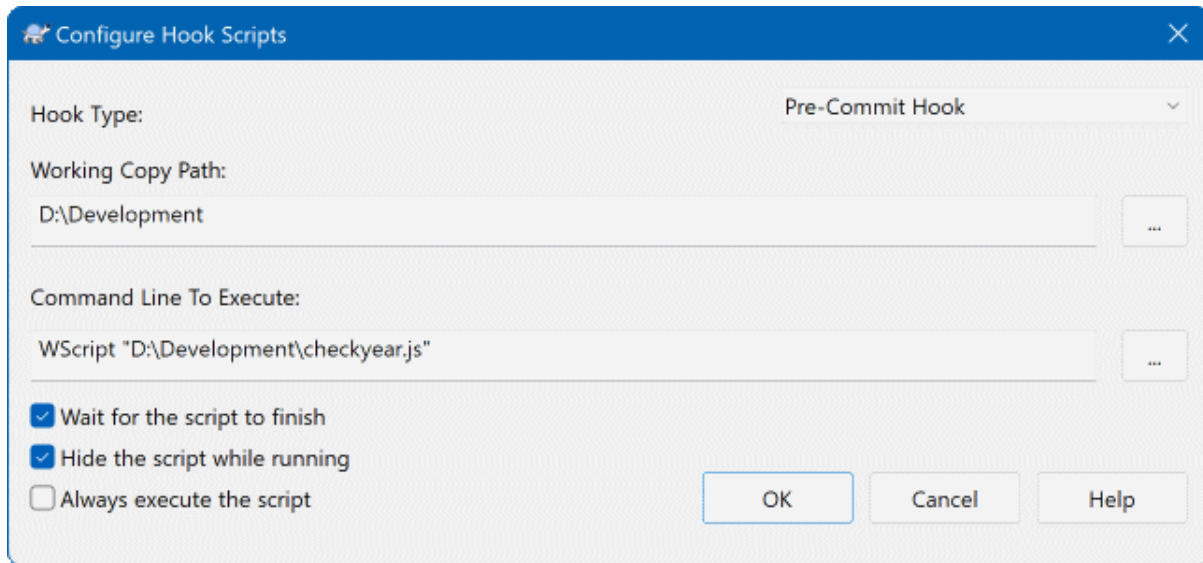 Configure Hook Scripts
Hook Type:
Pre-Commit Hook
Working Copy Path:
D:\Development
...
Command Line To Execute:
WScript "D:\Development\checkyear.js"
...
Wait for the script to finish
Hide the script while running
Always execute the script
OK
Cancel
Help